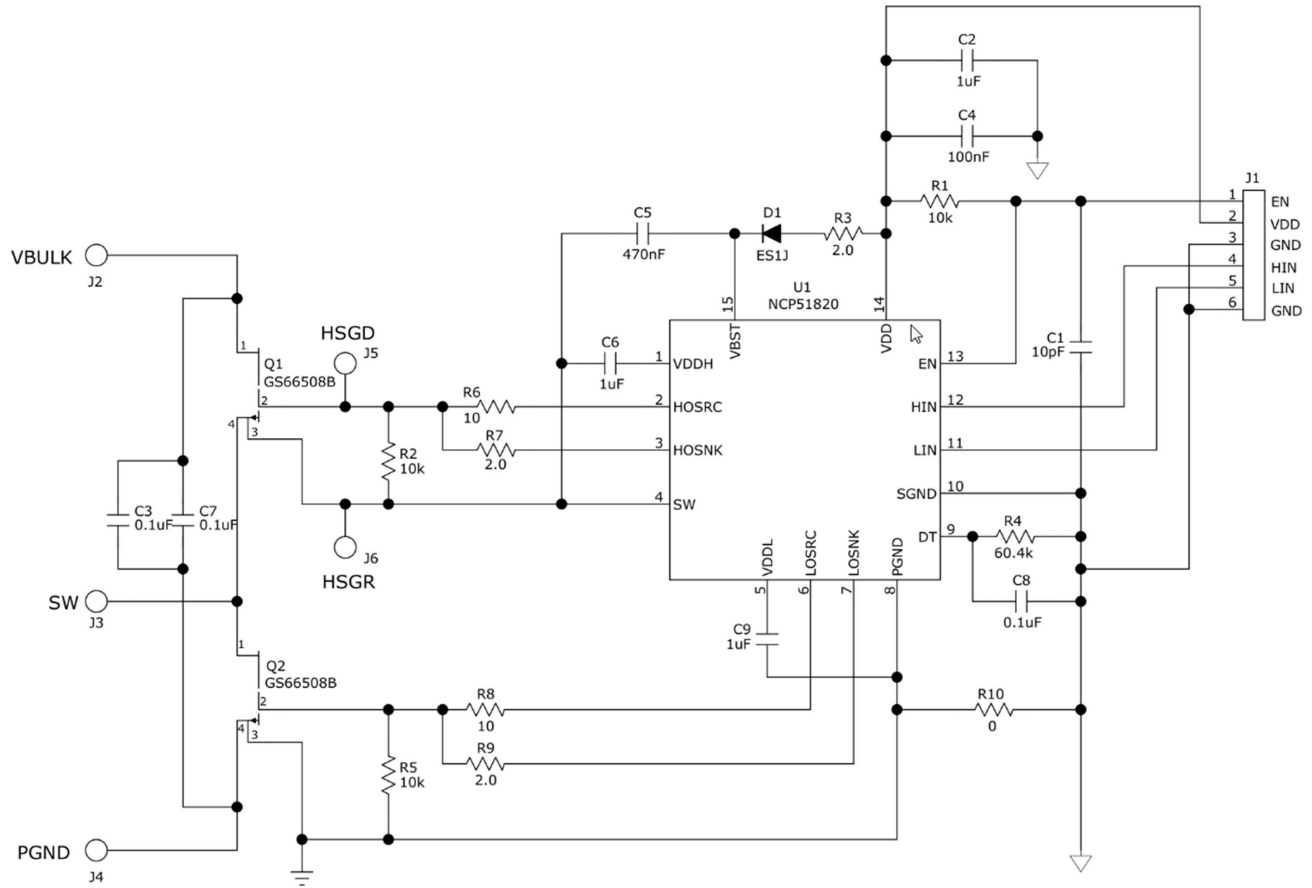 C2
1uF
C4
100nF
R1
10k
J1
1 EN
2 VDD
3 GND
4 HIN
5 LIN
6 GND
C5
470nF
D1
ES1J
R3
2.0
VBULK
J2
U1
NCP51820
15
14
VBST
VDD
HSGD
J5
C6
1uF
1 VDDH
EN 13
C1
10pF
1
Q1
GS66508B
2
4
3
R6
10
2 HOSRC
HIN 12
R7
2.0
3 HOSNK
LIN 11
R2
10k
4 SW
SGND 10
C3
0.1uF
C7
0.1uF
DT 9
R4
60.4k
J6
HSGR
VDDL
LOSRC
LOSNK
PGND
5
6
7
8
C8
0.1uF
SW
J3
C9
1uF
1
Q2
GS66508B
2
4
3
R8
10
R10
0
R9
2.0
R5
10k
PGND
J4